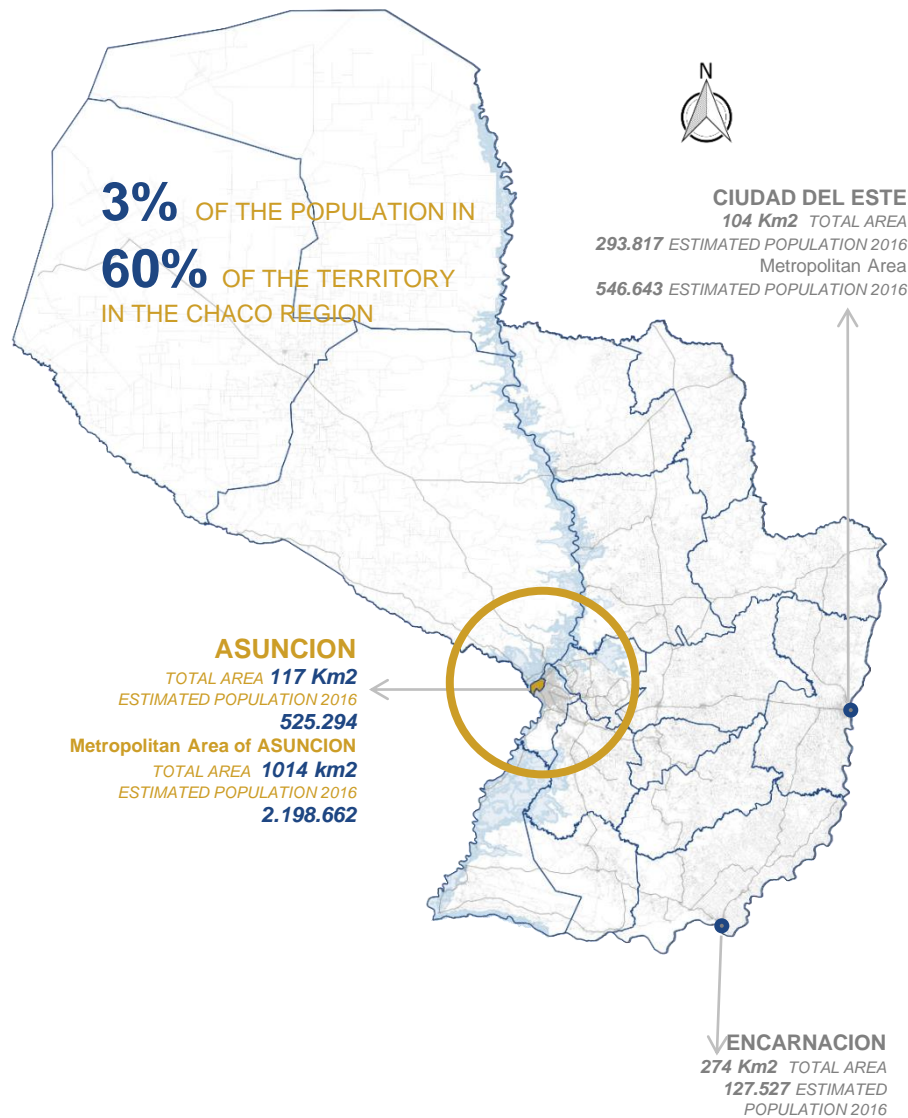 N
3% OF THE POPULATION IN
60% OF THE TERRITORY
IN THE CHACO REGION
CIUDAD DEL ESTE
104 Km2 TOTAL AREA
293.817 ESTIMATED POPULATION 2016
Metropolitan Area
546.643 ESTIMATED POPULATION 2016
ASUNCION
TOTAL AREA 117 Km2
ESTIMATED POPULATION 2016
525.294
Metropolitan Area of ASUNCION
TOTAL AREA 1014 km2
ESTIMATED POPULATION 2016
2.198.662
ENCARNACION
274 Km2 TOTAL AREA
127.527 ESTIMATED
POPULATION 2016